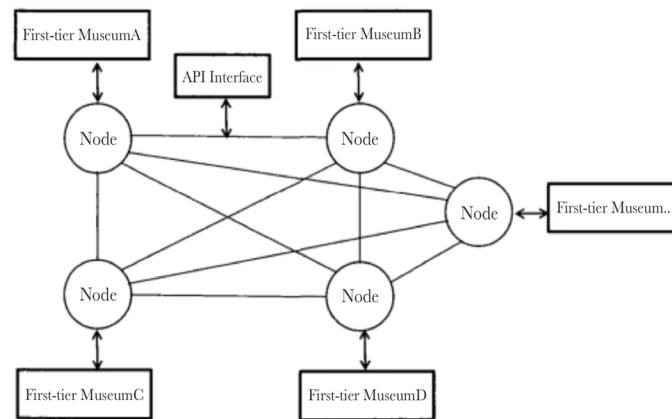 First-tier MuseumA
First-tier MuseumB
API Interface
Node
Node
Node
First-tier Museum...
Node
Node
First-tier MuseumC
First-tier MuseumD